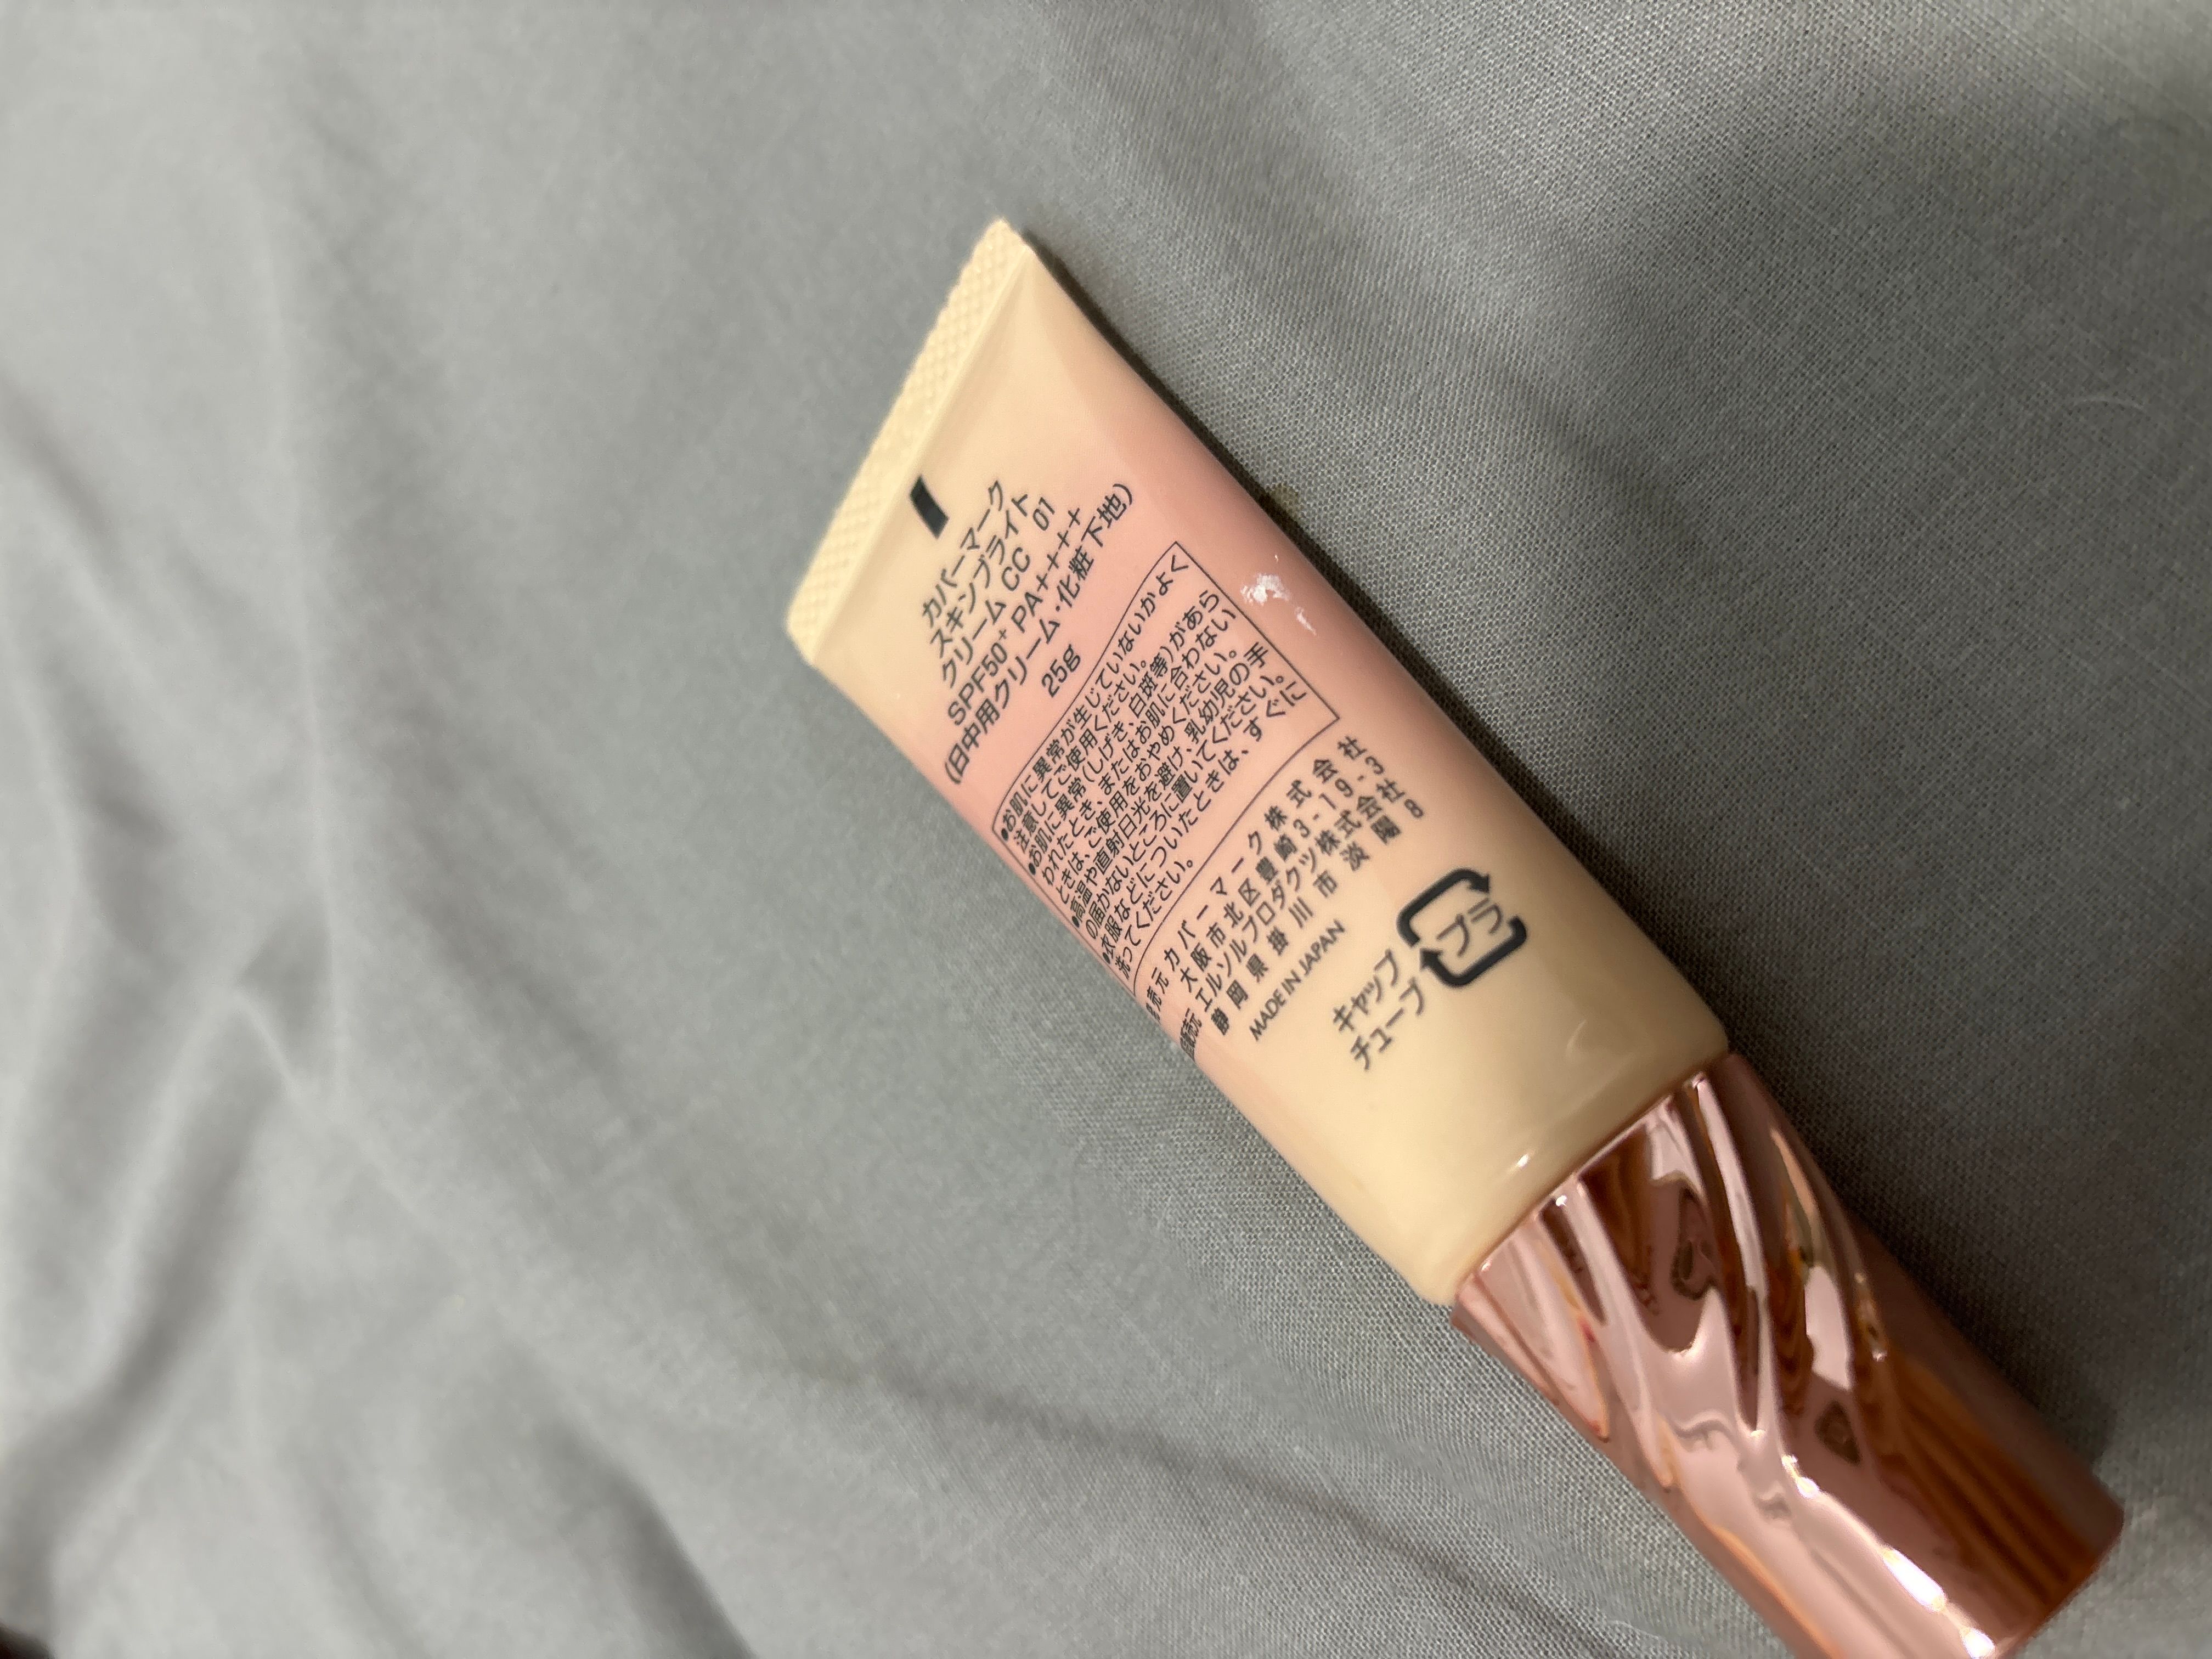 カバーマーク
スキンブライト
クリーム CC 01
SPF50+ PA++++
(日中用クリーム・化粧下地)
25g
●お肌に異常が生じていないかよく
注意してご使用ください。
●お肌に異常(しげき、白斑等)があら
われたとき、またはお肌に合わない
ときは、ご使用をおやめください。
●高温や直射日光を避け、乳幼児の手
の届かないところに置いてください。
●衣服などについたときは、すぐに
洗ってください。
発売元 カバーマーク株式会社
大阪市北区豊崎3-19-3
エルソルプロダクツ株式会社
静岡県掛川市淡陽8
MADE IN JAPAN
キャップ
チューブ
プラ